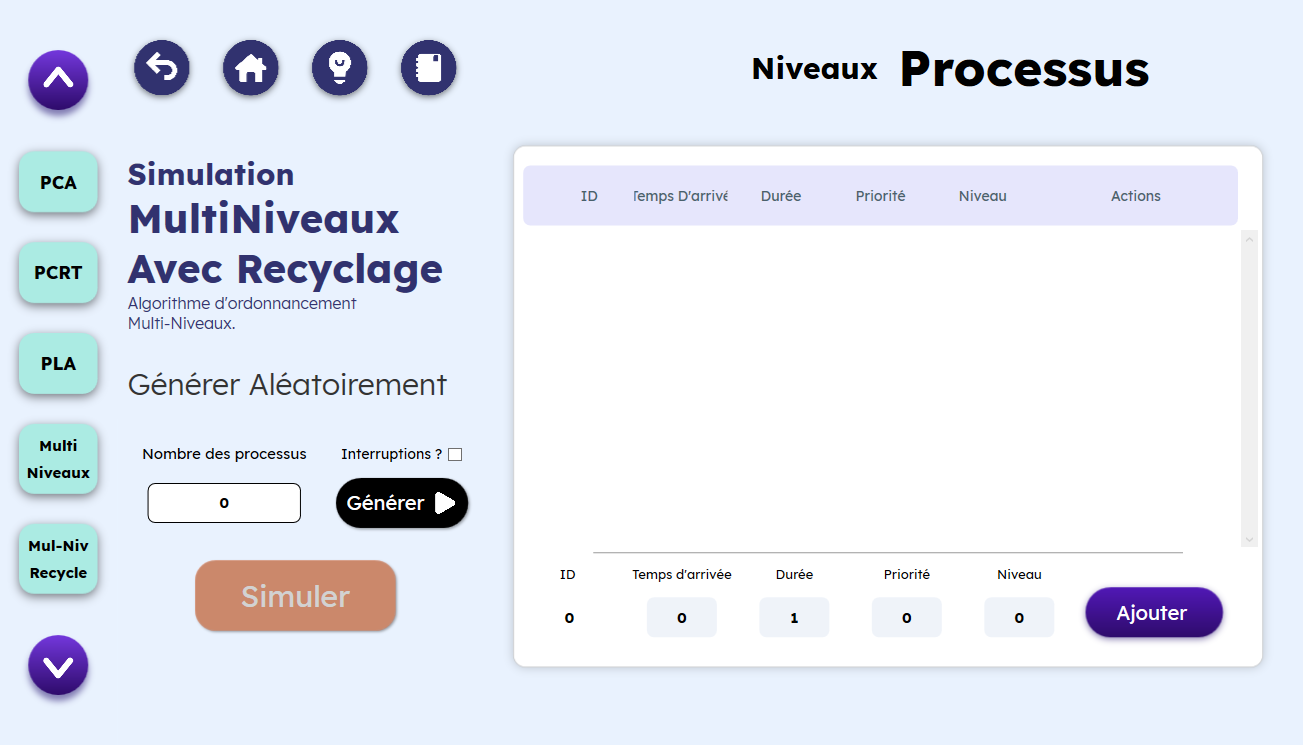 Niveaux Processus
PCA
PCRT
PLA
Multi
Niveaux
Mul-Niv
Recycle
Simulation
MultiNiveaux
Avec Recyclage
Algorithme d'ordonnancement
Multi-Niveaux.
Générer Aléatoirement
Nombre des processus Interruptions ?
0 Générer
Simuler
ID Temps D'arrivé Durée Priorité Niveau Actions
ID Temps d'arrivée Durée Priorité Niveau
0 0 1 0 0 Ajouter